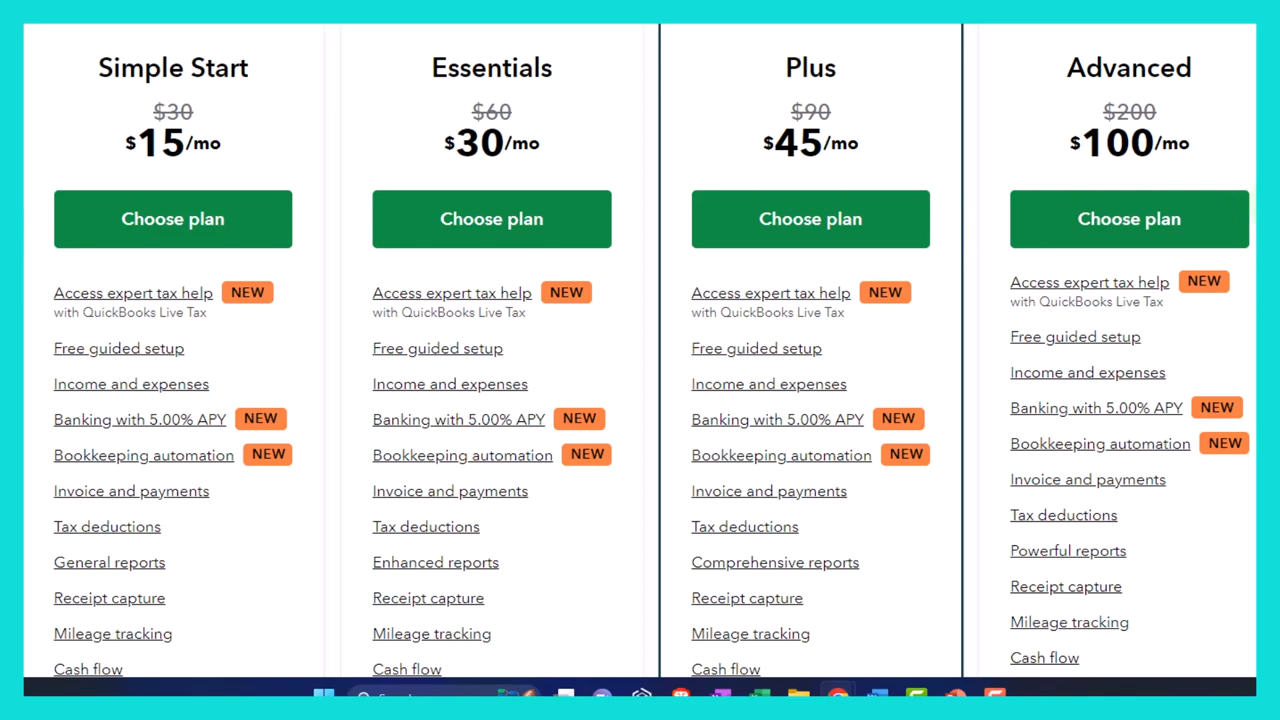 Simple Start
$30
$15/mo
Choose plan
Access expert tax help NEW
with QuickBooks Live Tax
Free guided setup
Income and expenses
Banking with 5.00% APY NEW
Bookkeeping automation NEW
Invoice and payments
Tax deductions
General reports
Receipt capture
Mileage tracking
Cash flow
Essentials
$60
$30/mo
Choose plan
Access expert tax help NEW
with QuickBooks Live Tax
Free guided setup
Income and expenses
Banking with 5.00% APY NEW
Bookkeeping automation NEW
Invoice and payments
Tax deductions
Enhanced reports
Receipt capture
Mileage tracking
Cash flow
Plus
$90
$45/mo
Choose plan
Access expert tax help NEW
with QuickBooks Live Tax
Free guided setup
Income and expenses
Banking with 5.00% APY NEW
Bookkeeping automation NEW
Invoice and payments
Tax deductions
Comprehensive reports
Receipt capture
Mileage tracking
Cash flow
Advanced
$200
$100/mo
Choose plan
Access expert tax help NEW
with QuickBooks Live Tax
Free guided setup
Income and expenses
Banking with 5.00% APY NEW
Bookkeeping automation NEW
Invoice and payments
Tax deductions
Powerful reports
Receipt capture
Mileage tracking
Cash flow